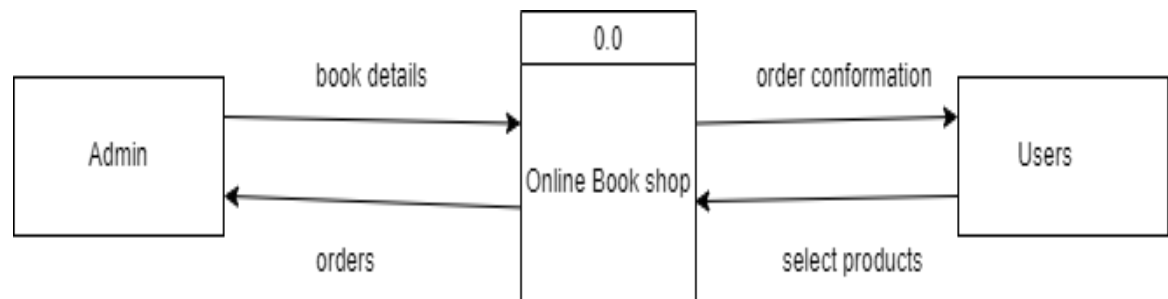 0.0
book details
order conformation
Admin
Users
Online Book shop
orders
select products